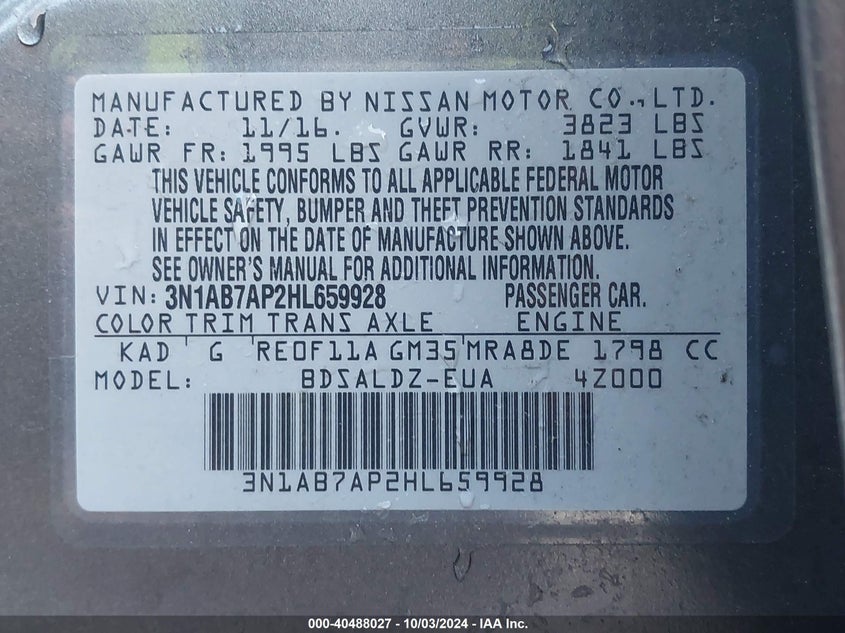 MANUFACTURED BY NISSAN MOTOR CO., LTD.
DATE: 11/16. GVWR: 3823 LBS
GAWR FR: 1995 LBS GAWR RR: 1841 LBS
THIS VEHICLE CONFORMS TO ALL APPLICABLE FEDERAL MOTOR
VEHICLE SAFETY, BUMPER AND THEFT PREVENTION STANDARDS
IN EFFECT ON THE DATE OF MANUFACTURE SHOWN ABOVE.
SEE OWNER'S MANUAL FOR ADDITIONAL INFORMATION.
VIN: 3N1AB7AP2HL659928 PASSENGER CAR.
COLOR TRIM TRANS AXLE ENGINE
KAD G RE0F11A GM35 MRA8DE 1798 CC
MODEL: BDSALDZ-EUA 4Z000
3N1AB7AP2HL659928
000-40488027 - 10/03/2024 - IAA Inc.